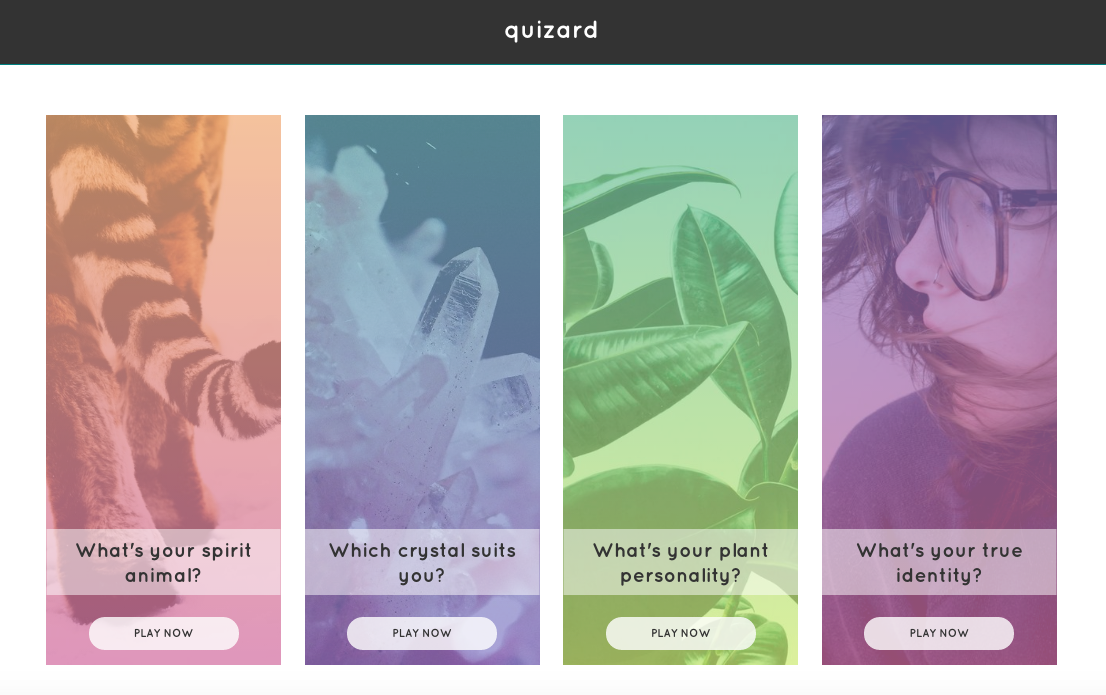 quizard
What's your spirit
animal?
PLAY NOW
Which crystal suits
you?
PLAY NOW
What's your plant
personality?
PLAY NOW
What's your true
identity?
PLAY NOW